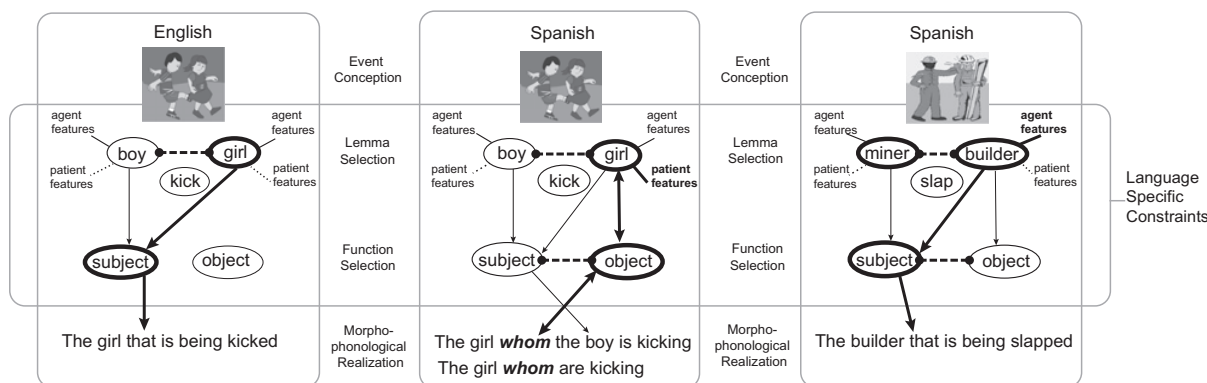 English
Event
Conception
Spanish
Event
Conception
Spanish
agent
features
agent
features
boy
girl
kick
patient
features
patient
features
Lemma
Selection
agent
features
agent
features
boy
girl
kick
patient
features
patient
features
Lemma
Selection
agent
features
agent
features
miner
builder
slap
patient
features
patient
features
Language
Specific
Constraints
subject
object
Function
Selection
subject
object
Function
Selection
subject
object
The girl that is being kicked
Morpho-
phonological
Realization
The girl whom the boy is kicking
The girl whom are kicking
Morpho-
phonological
Realization
The builder that is being slapped